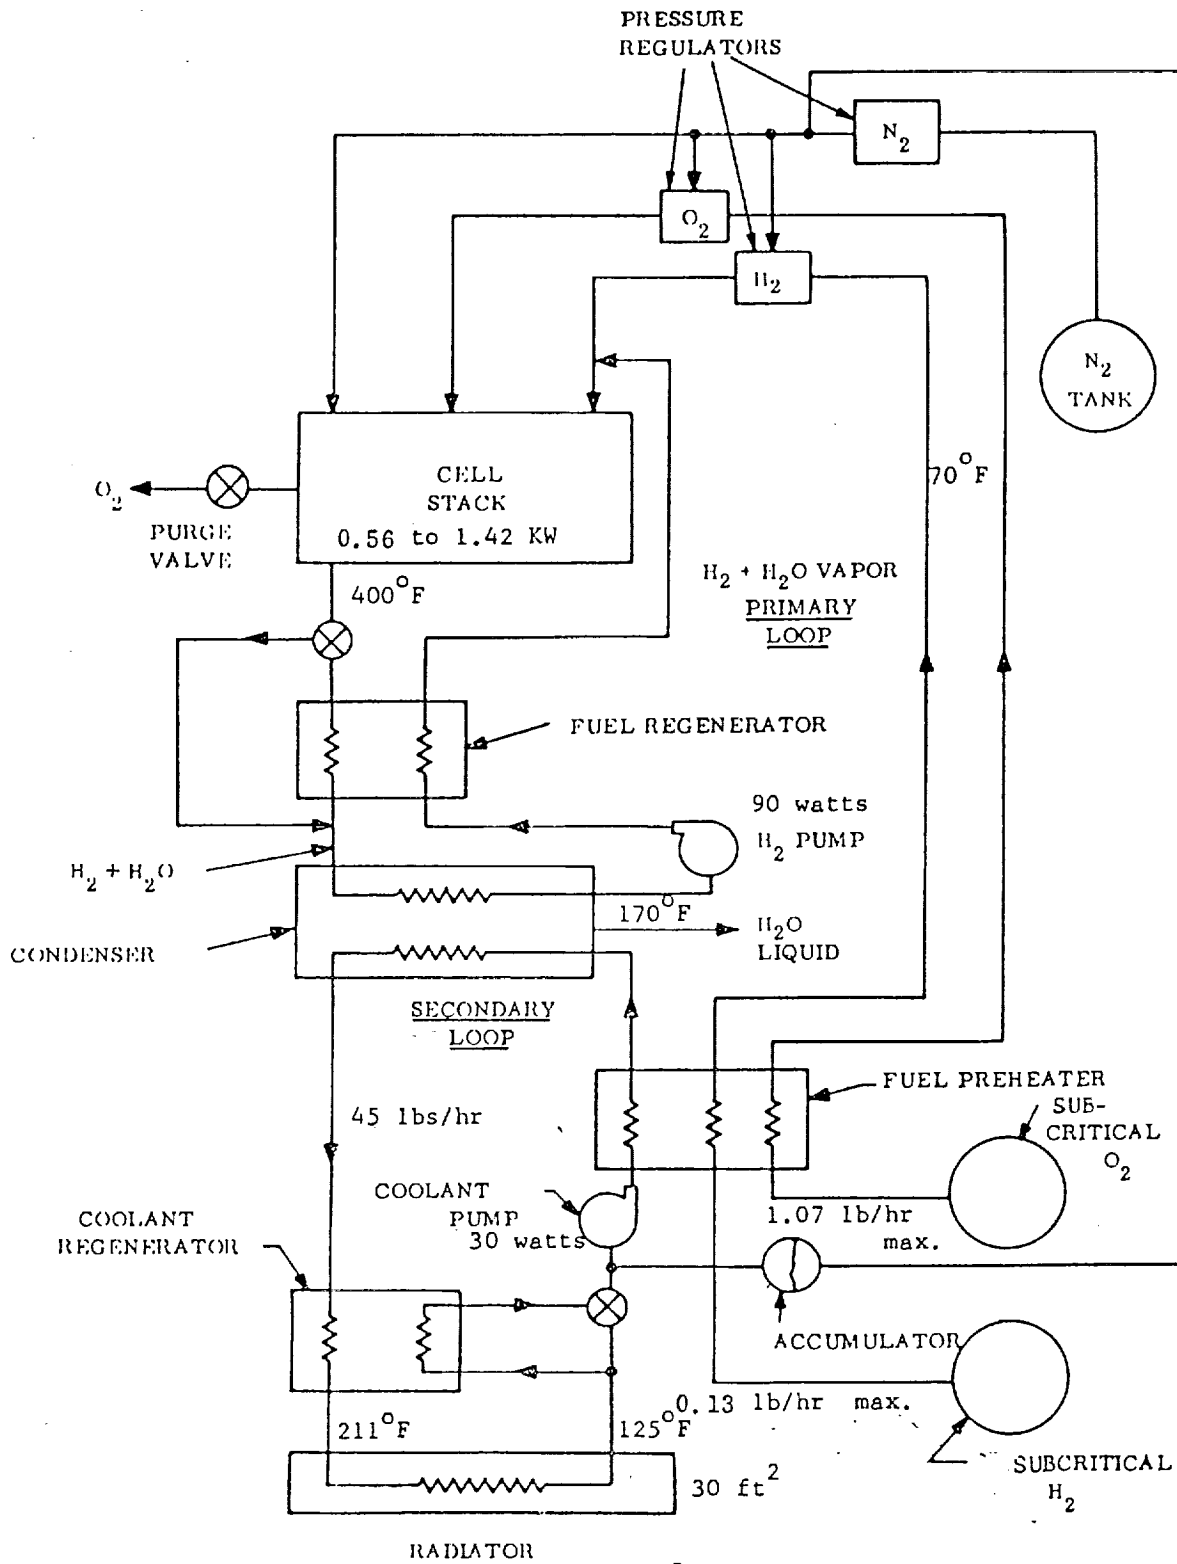 PRESSURE
REGULATORS
N2
O2
H2
N2
TANK
CELL
STACK
0.56 to 1.42 KW
O2
PURGE
VALVE
400°F
70°F
H2 + H2O VAPOR
PRIMARY
LOOP
FUEL REGENERATOR
90 watts
H2 PUMP
H2 + H2O
170°F
H2O
LIQUID
CONDENSER
SECONDARY
LOOP
FUEL PREHEATER
SUB-
CRITICAL
O2
45 lbs/hr
COOLANT
PUMP
30 watts
1.07 lb/hr
max.
COOLANT
REGENERATOR
ACCUMULATOR
0.13 lb/hr max.
211°F
125°F
30 ft2
SUBCRITICAL
H2
RADIATOR